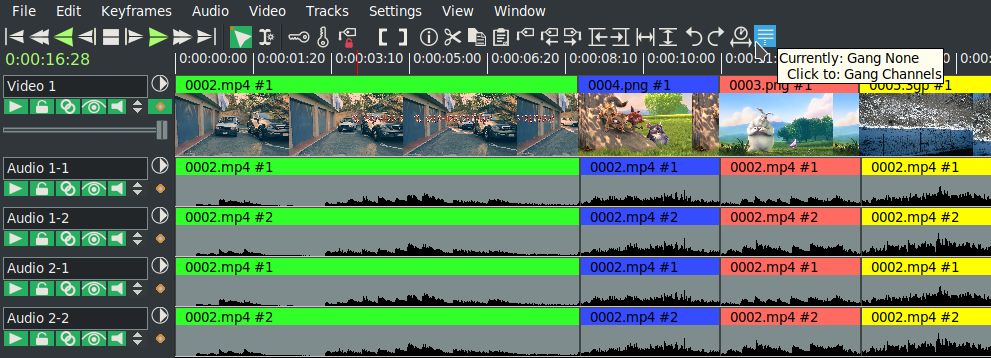 File Edit Keyframes Audio Video Tracks Settings View Window
0:00:16:28
0:00:00:00 0:00:01:20 0:00:03:10 0:00:05:00 0:00:06:20 0:00:08:10 0:00:10:00
Currently: Gang None
Click to: Gang Channels
Video 1
0002.mp4 #1 0004.png #1 0003.png #1 0005.3gp #1
Audio 1-1
0002.mp4 #1 0002.mp4 #1 0002.mp4 #1 0002.mp4 #1
Audio 1-2
0002.mp4 #2 0002.mp4 #2 0002.mp4 #2 0002.mp4 #2
Audio 2-1
0002.mp4 #1 0002.mp4 #1 0002.mp4 #1 0002.mp4 #1
Audio 2-2
0002.mp4 #2 0002.mp4 #2 0002.mp4 #2 0002.mp4 #2